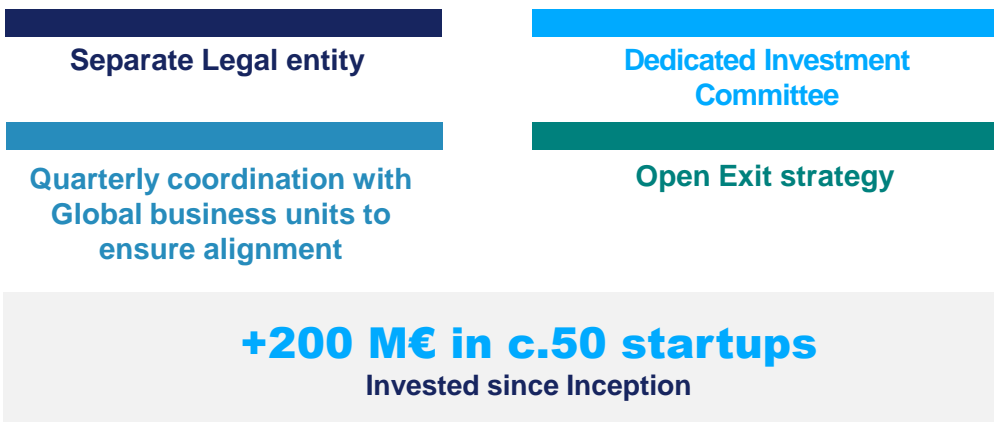 Separate Legal entity
Dedicated Investment
Committee
Quarterly coordination with
Global business units to
ensure alignment
Open Exit strategy
+200 M€ in c.50 startups
Invested since Inception